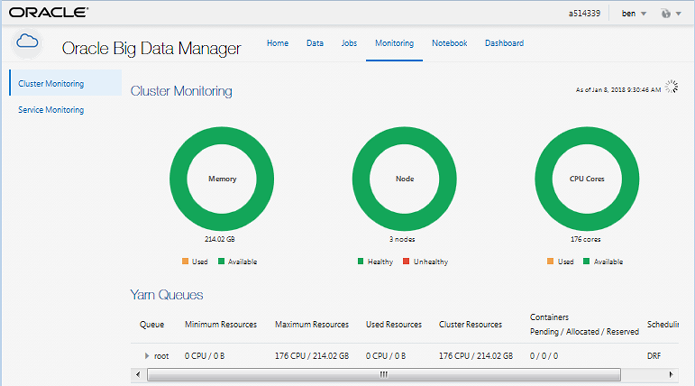 ORACLE
a514339 ben
Oracle Big Data Manager
Home Data Jobs Monitoring Notebook Dashboard
Cluster Monitoring
Service Monitoring
Cluster Monitoring
As of Jan 8, 2018 9:30:46 AM
Memory
Node
CPU Cores
214.02 GB
3 nodes
176 cores
Used Available
Healthy Unhealthy
Used Available
Yarn Queues
Queue Minimum Resources Maximum Resources Used Resources Cluster Resources Containers
Pending / Allocated / Reserved Schedulin
root 0 CPU / 0 B 176 CPU / 214.02 GB 0 CPU / 0 B 176 CPU / 214.02 GB 0 / 0 / 0 DRF